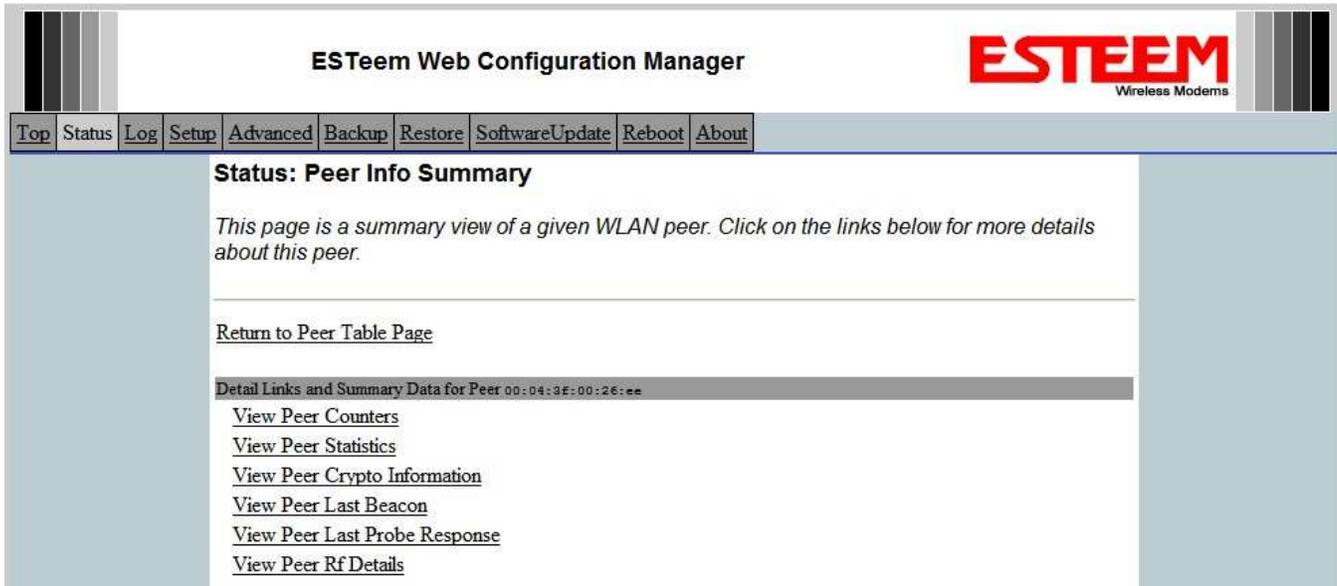 ESTeem Web Configuration Manager
ESTEEM
Wireless Modems
Top Status Log Setup Advanced Backup Restore SoftwareUpdate Reboot About
Status: Peer Info Summary
This page is a summary view of a given WLAN peer. Click on the links below for more details
about this peer.
Return to Peer Table Page
Detail Links and Summary Data for Peer 00:04:3f:00:26:ee
View Peer Counters
View Peer Statistics
View Peer Crypto Information
View Peer Last Beacon
View Peer Last Probe Response
View Peer Rf Details